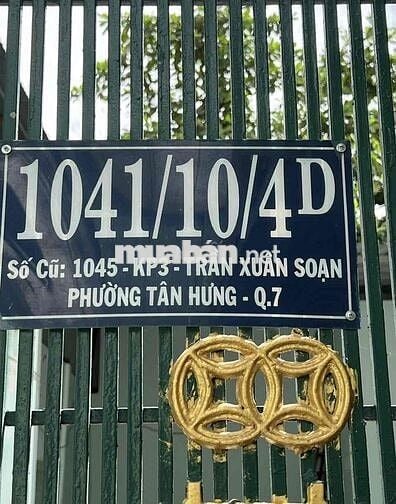 1041/10/4D
muaban.net
Số Cũ: 1045 - KP3 - TRẦN XUÂN SOẠN
PHƯỜNG TÂN HƯNG - Q.7